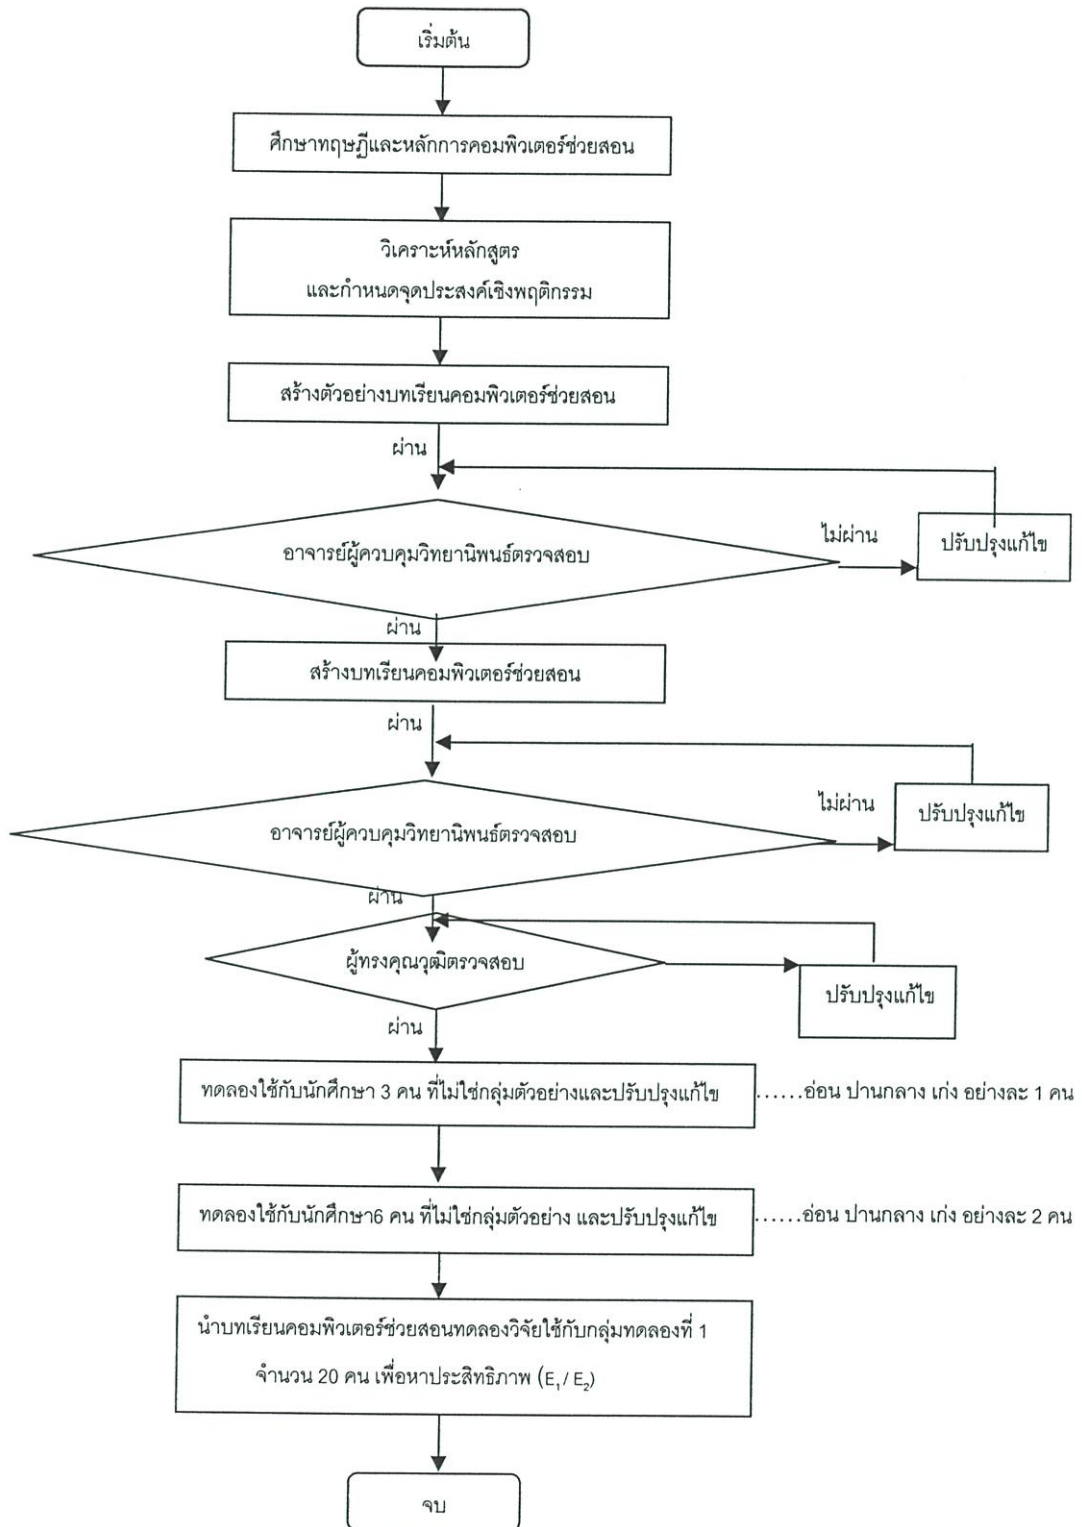 เริ่มต้น
ศึกษาทฤษฎีและหลักการคอมพิวเตอร์ช่วยสอน
วิเคราะห์หลักสูตร
และกำหนดจุดประสงค์เชิงพฤติกรรม
สร้างตัวอย่างบทเรียนคอมพิวเตอร์ช่วยสอน
ผ่าน
อาจารย์ผู้ควบคุมวิทยานิพนธ์ตรวจสอบ
ไม่ผ่าน
ปรับปรุงแก้ไข
ผ่าน
สร้างบทเรียนคอมพิวเตอร์ช่วยสอน
ผ่าน
อาจารย์ผู้ควบคุมวิทยานิพนธ์ตรวจสอบ
ไม่ผ่าน
ปรับปรุงแก้ไข
ผ่าน
ผู้ทรงคุณวุฒิตรวจสอบ
ปรับปรุงแก้ไข
ผ่าน
ทดลองใช้กับนักศึกษา 3 คน ที่ไม่ใช่กลุ่มตัวอย่างและปรับปรุงแก้ไข ......อ่อน ปานกลาง เก่ง อย่างละ 1 คน
ทดลองใช้กับนักศึกษา6 คน ที่ไม่ใช่กลุ่มตัวอย่าง และปรับปรุงแก้ไข ......อ่อน ปานกลาง เก่ง อย่างละ 2 คน
นำบทเรียนคอมพิวเตอร์ช่วยสอนทดลองวิจัยใช้กับกลุ่มทดลองที่ 1
จำนวน 20 คน เพื่อหาประสิทธิภาพ (E₁/ E₂)
จบ